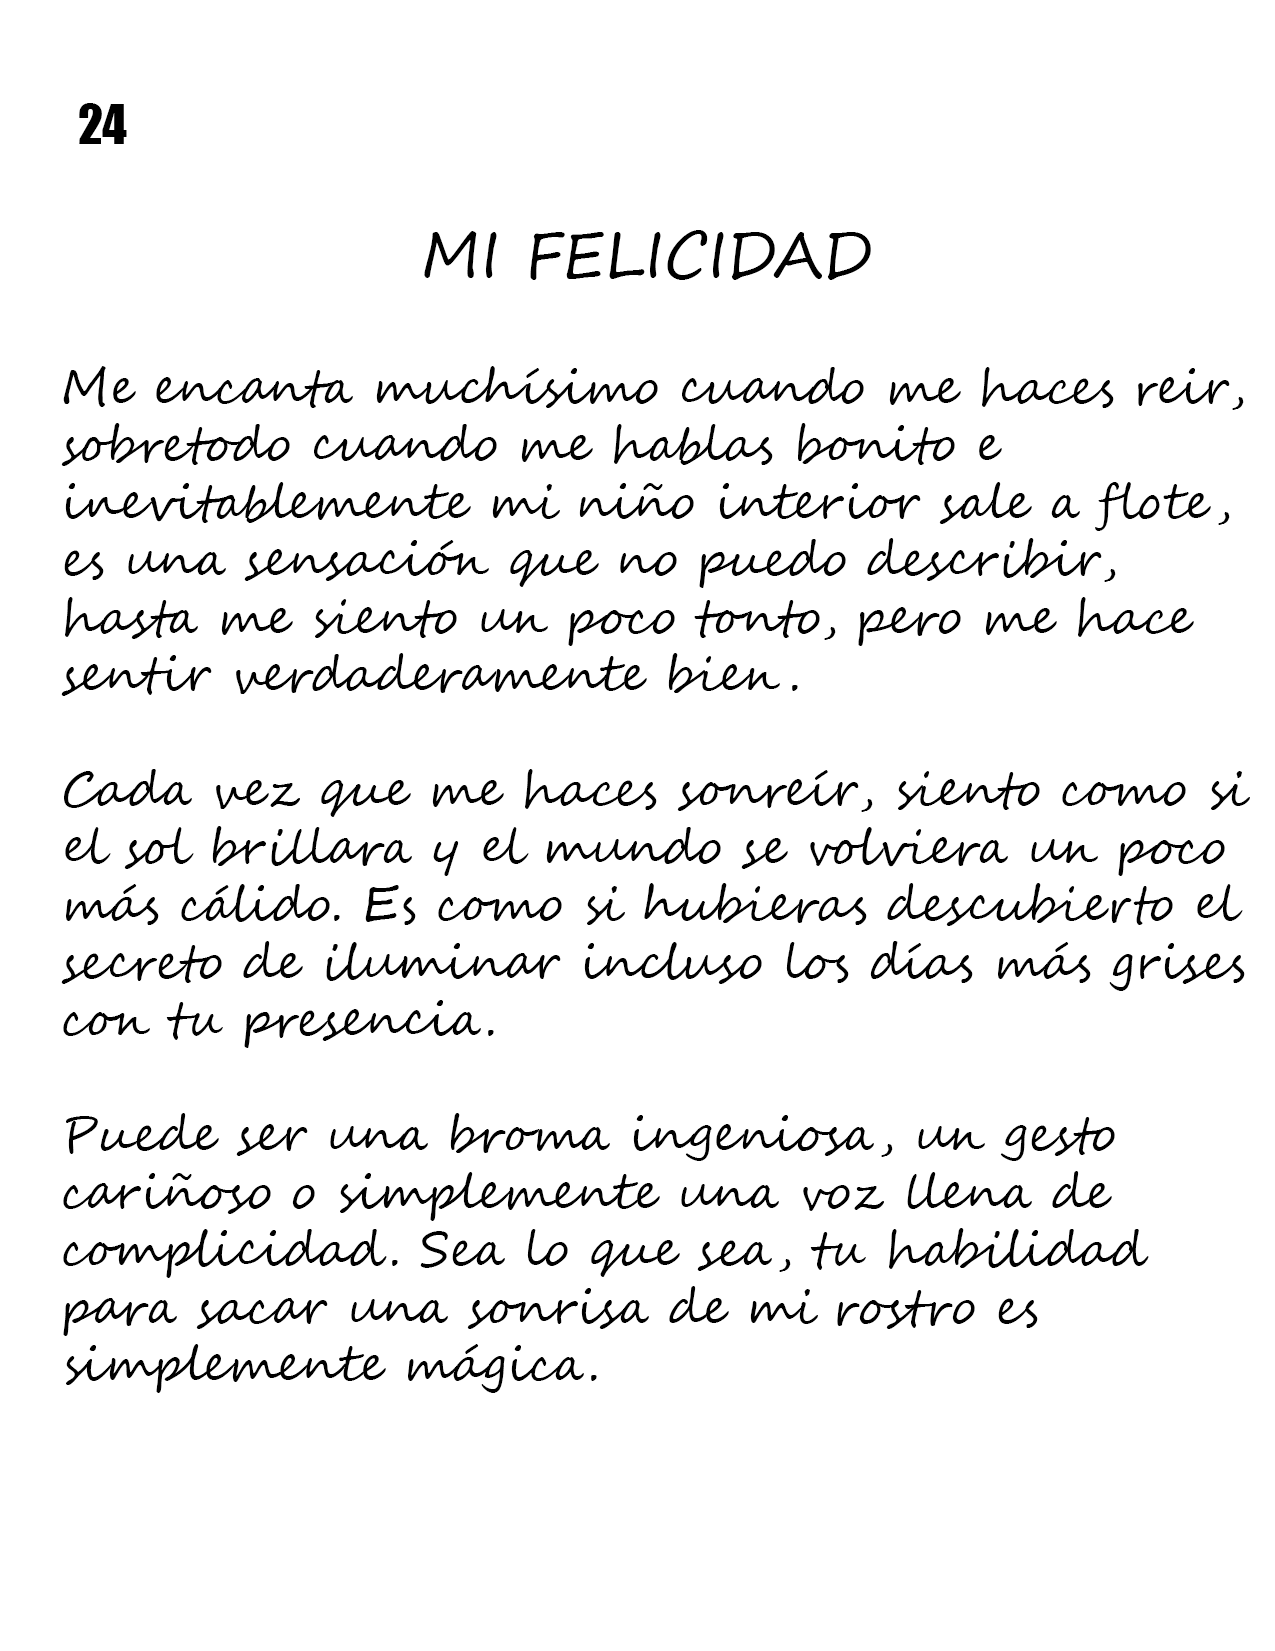 24
MI FELICIDAD
Me encanta muchísimo cuando me haces reir,
sobretodo cuando me hablas bonito e
inevitablemente mi niño interior sale a flote,
es una sensación que no puedo describir,
hasta me siento un poco tonto, pero me hace
sentir verdaderamente bien.
Cada vez que me haces sonreír, siento como si
el sol brillara y el mundo se volviera un poco
más cálido. Es como si hubieras descubierto el
secreto de iluminar incluso los días más grises
con tu presencia.
Puede ser una broma ingeniosa, un gesto
cariñoso o simplemente una voz llena de
complicidad. Sea lo que sea, tu habilidad
para sacar una sonrisa de mi rostro es
simplemente mágica.